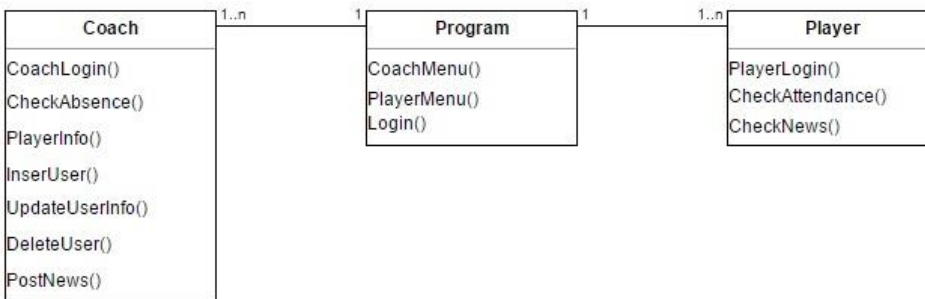 Coach
CoachLogin()
CheckAbsence()
PlayerInfo()
InserUser()
UpdateUserInfo()
DeleteUser()
PostNews()
1..n
1
Program
CoachMenu()
PlayerMenu()
Login()
1
1..n
Player
PlayerLogin()
CheckAttendance()
CheckNews()